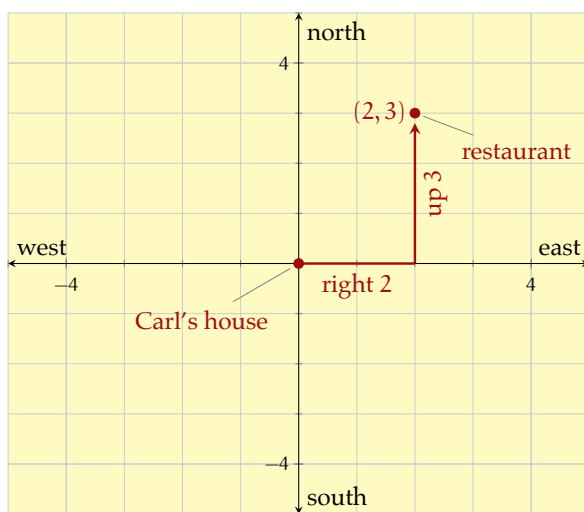 north
4
(2, 3)
restaurant
up 3
west
east
−4
4
right 2
Carl's house
−4
south